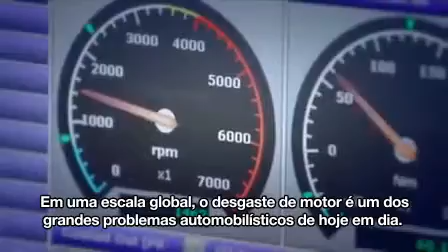 3000
4000
2000
100
5000
50
1000
6000
0
rpm
x1
0
7000
Em uma escala global, o desgaste de motor é um dos
grandes problemas automobilísticos de hoje em dia.